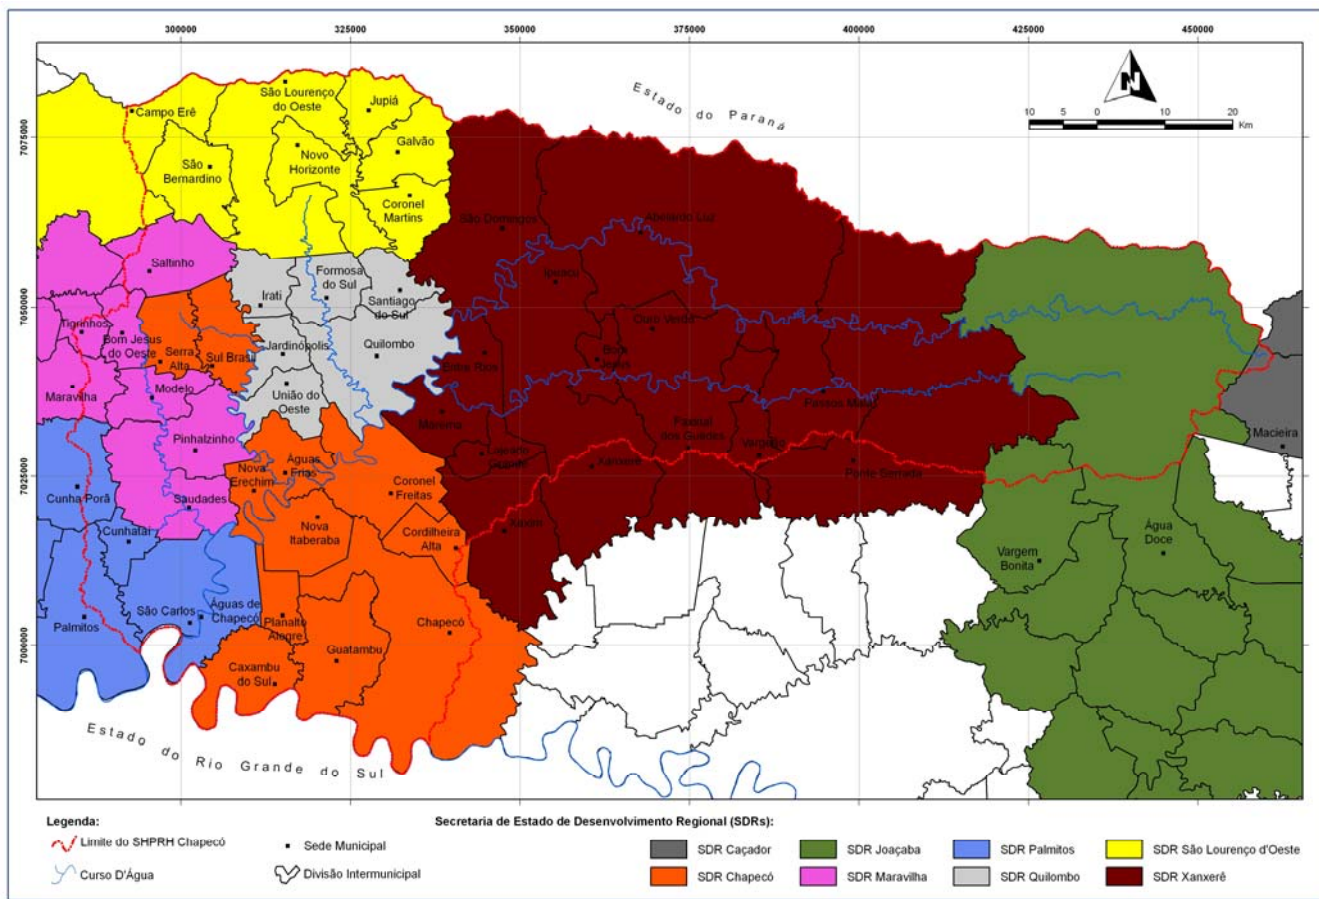 300000 325000 350000 375000 400000 425000 450000
7075000
7050000
7025000
7000000
Estado do Paraná
N
10 5 0 10 20
Km
Campo Erê
São Lourenço
do Oeste
Jupiá
São
Bernardino
Novo
Horizonte
Galvão
Coronel
Martins
São Domingos
Abelardo Luz
Saltinho
Formosa
do Sul
Irati
Santiago
do Sul
Ipuaçu
Ouro Verde
Tigrinhos
Bom Jesus
do Oeste
Serra
Alta
Sul Brasil
Jardinópolis
Quilombo
Entre Rios
Bom
Jesus
Maravilha
Modelo
União do
Oeste
Marema
Passos Maia
Pinhalzinho
Lajeado
Grande
Paxanl
dos Guedes
Vargeão
Macieira
Nova
Erechim
Águas
Frias
Xanxerê
Ponte Serrada
Cunha Porã
Saudades
Coronel
Freitas
Cunhataí
Nova
Itaberaba
Cordilheira
Alta
Xaxim
Vargem
Bonita
Água
Doce
Palmitos
São Carlos
Águas de
Chapecó
Planalto
Alegre
Guatambu
Chapecó
Caxambu
do Sul
Estado do Rio Grande do Sul
Legenda:
Límite do SHPRH Chapecó
Sede Municipal
Curso D'Água
Divisão Intermunicipal
Secretaria de Estado de Desenvolvimento Regional (SDRs):
SDR Caçador
SDR Joaçaba
SDR Palmitos
SDR São Lourenço d'Oeste
SDR Chapecó
SDR Maravilha
SDR Quilombo
SDR Xanxerê